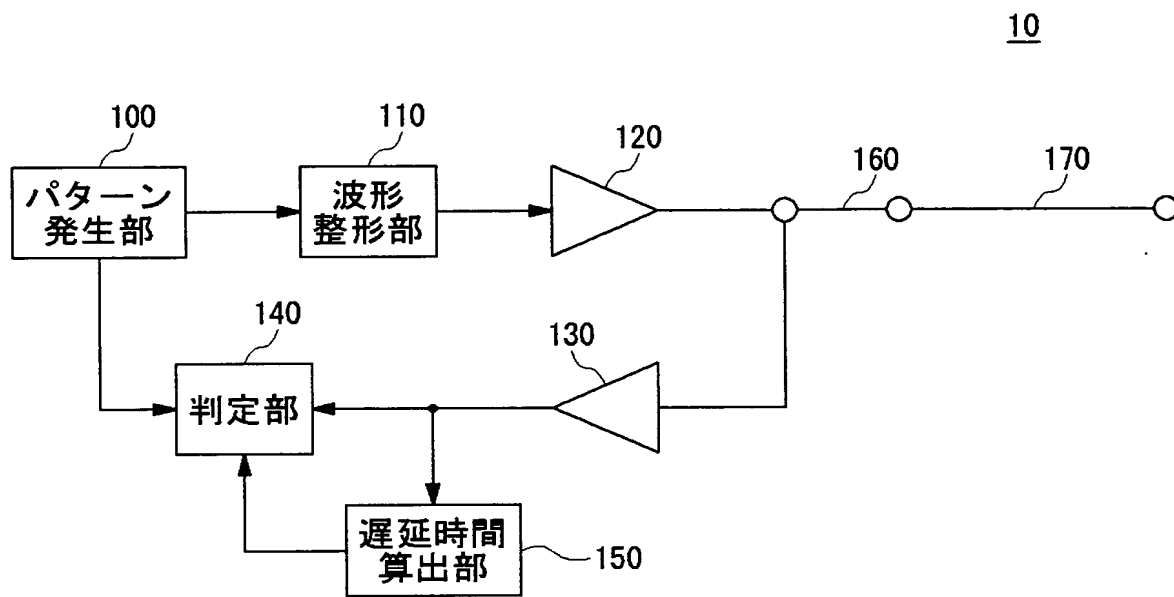 10
100
110
120
160
170
パターン
発生部
波形
整形部
140
130
判定部
遅延時間
算出部
150